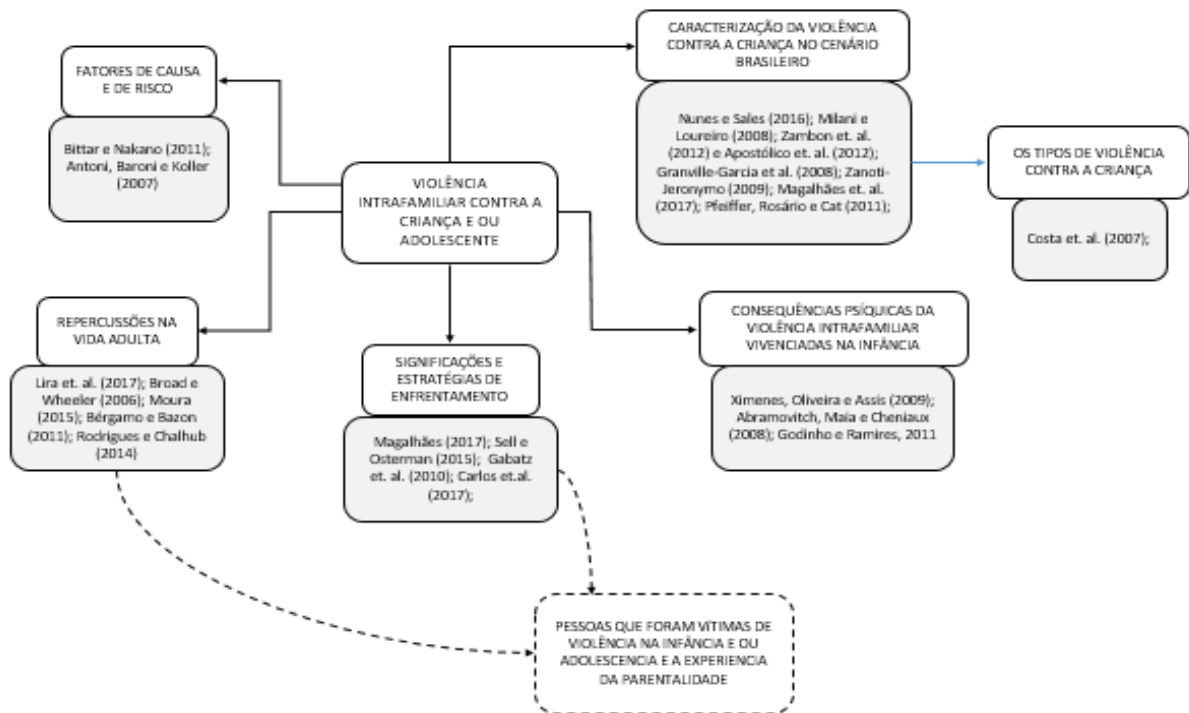 CARACTERIZAÇÃO DA VIOLÊNCIA
CONTRA A CRIANÇA NO CENÁRIO
BRASILEIRO
Nunes e Sales (2016); Milani e
Loureiro (2008); Zambon et. al.
(2012) e Apostólico et. al. (2012);
Granville-Garcia et al. (2008); Zanoti-
Jeronymo (2009); Magalhães et. al.
(2017); Pfeiffer, Rosário e Cat (2011);
FATORES DE CAUSA
E DE RISCO
Bittar e Nakano (2011);
Antoni, Baroni e Koller
(2007)
OS TIPOS DE VIOLÊNCIA
CONTRA A CRIANÇA
Costa et. al. (2007);
VIOLÊNCIA
INTRAFAMILIAR CONTRA A
CRIANÇA E OU
ADOLESCENTE
REPERCUSSÕES NA
VIDA ADULTA
Lira et. al. (2017); Broad e
Wheeler (2006); Moura
(2015); Bérgamo e Bazon
(2011); Rodrigues e Chalhub
(2014)
SIGNIFICAÇÕES E
ESTRATÉGIAS DE
ENFRENTAMENTO
Magalhães (2017); Sell e
Osterman (2015); Gabatz
et. al. (2010); Carlos et.al.
(2017);
CONSEQUÊNCIAS PSÍQUICAS DA
VIOLÊNCIA INTRAFAMILIAR
VIVENCIADAS NA INFÂNCIA
Ximenes, Oliveira e Assis (2009);
Abramovitch, Maia e Cheniaux
(2008); Godinho e Ramires, 2011
PESSOAS QUE FORAM VÍTIMAS DE
VIOLÊNCIA NA INFÂNCIA E OU
ADOLESCENCIA E A EXPERIENCIA
DA PARENTALIDADE